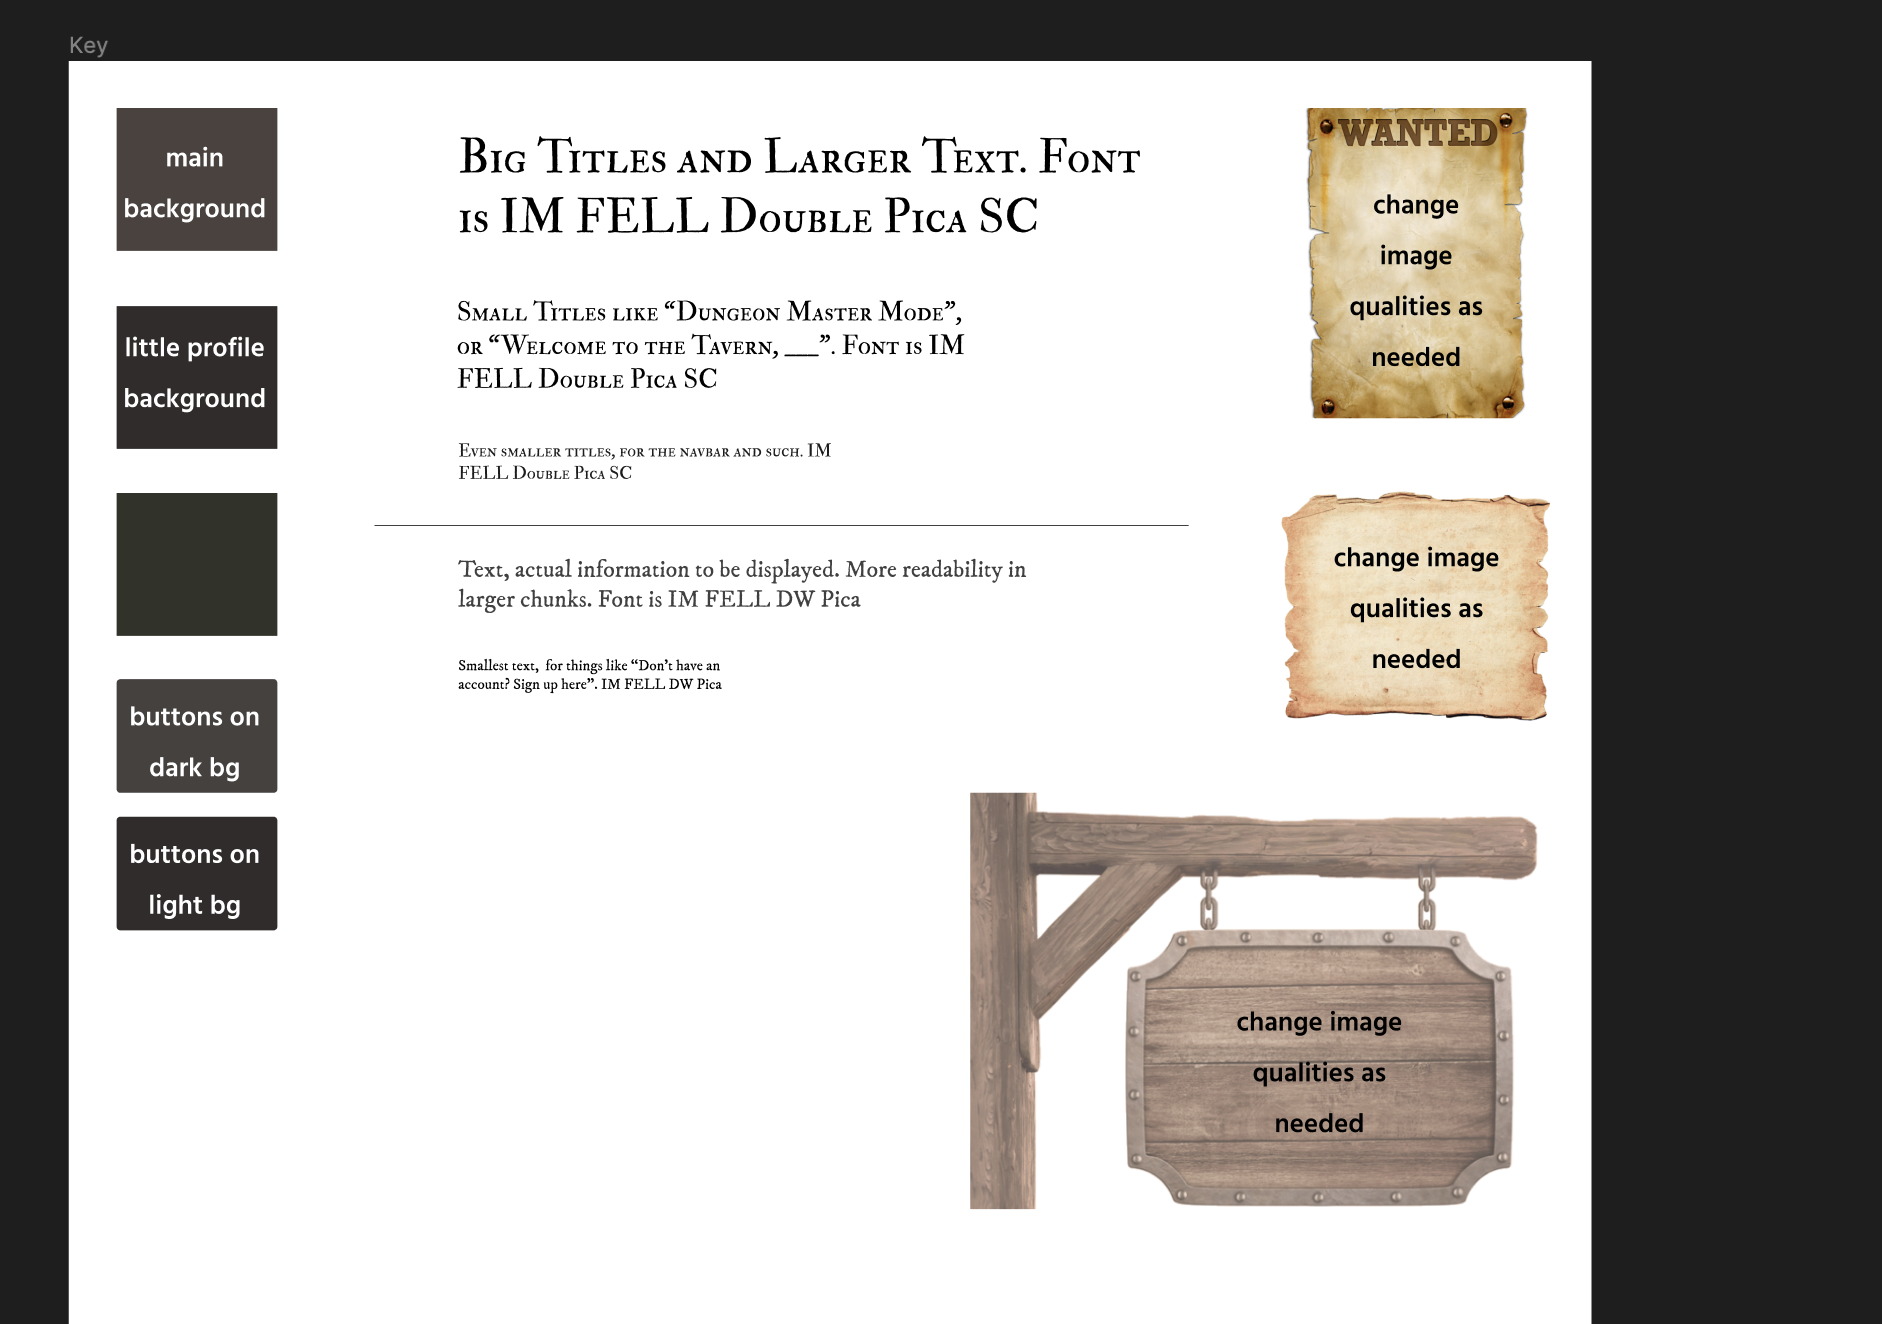 Key
main
background
little profile
background
buttons on
dark bg
buttons on
light bg
Big Titles and Larger Text. Font
is IM FELL Double Pica SC
Small Titles like “Dungeon Master Mode”,
or “Welcome to the Tavern, ___”. Font is IM
FELL Double Pica SC
Even smaller titles, for the navbar and such. IM
FELL Double Pica SC
Text, actual information to be displayed. More readability in
larger chunks. Font is IM FELL DW Pica
Smallest text,  for things like “Don't have an
account? Sign up here”. IM FELL DW Pica
WANTED
change
image
qualities as
needed
change image
qualities as
needed
change image
qualities as
needed